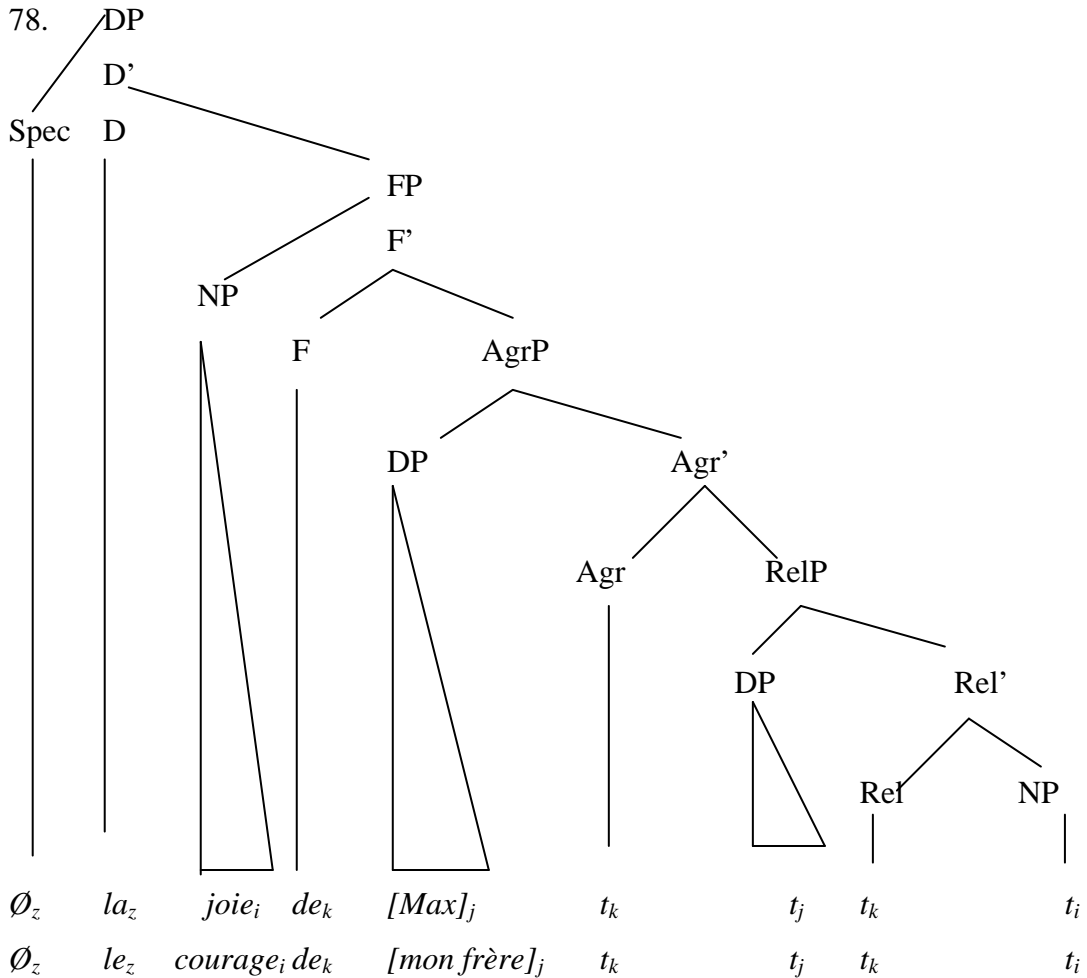 78. DP
D’
Spec D
FP
F’
NP
F AgrP
DP Agr’
Agr RelP
DP Rel’
Rel NP
Øz laz joiei dek [Max]j tk tj tk ti
Øz lez couragei dek [mon frère]j tk tj tk ti